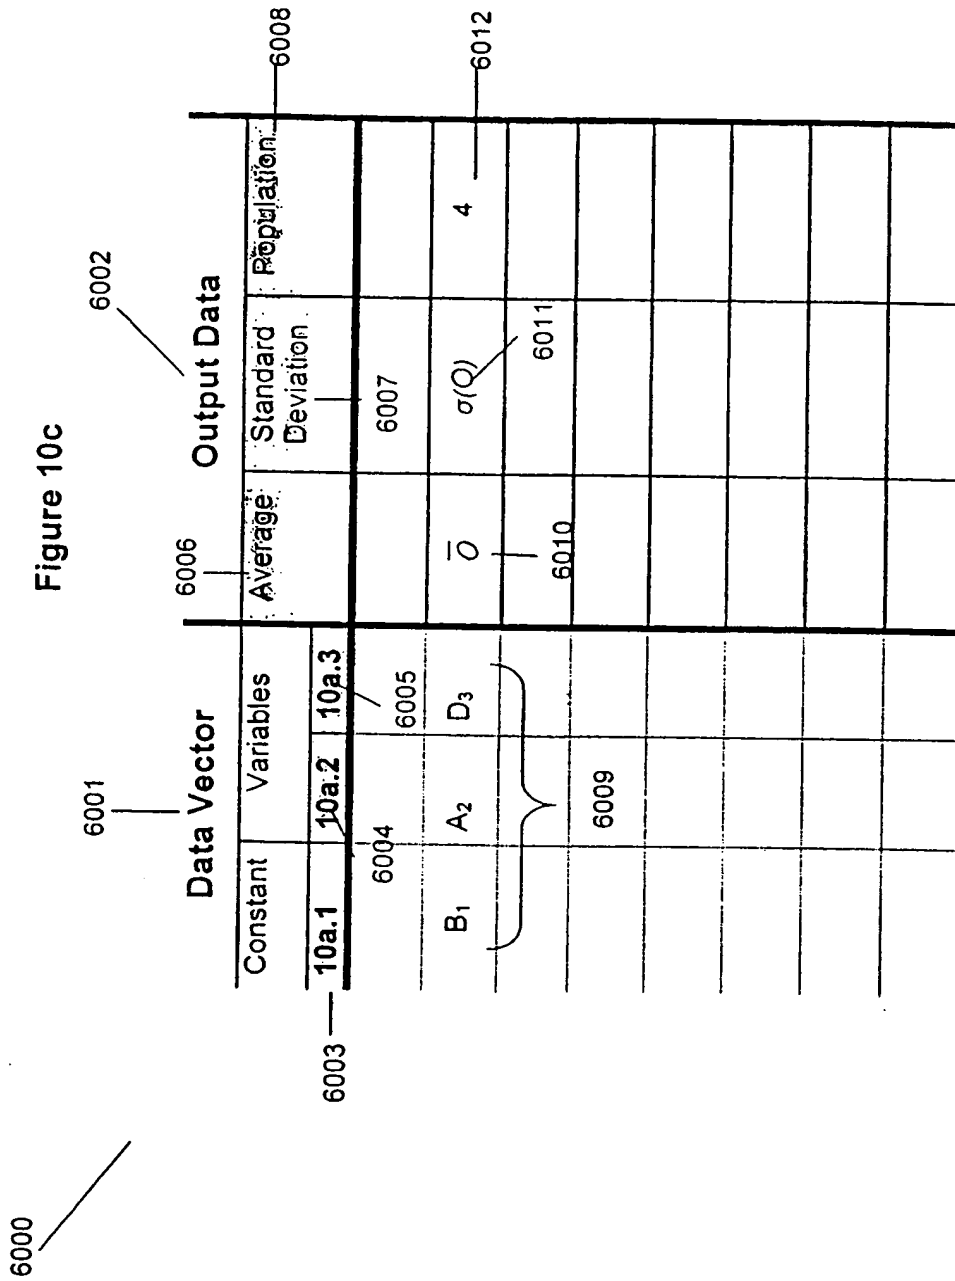 Figure 10c
6000
6001
6002
Data Vector
Output Data
6006
6008
Constant
Variables
Average
Standard
Deviation
Population
6003
10a.1
10a.2
10a.3
6004
6005
6007
B1
A2
D3
O̅
σ(O)
4
6012
6009
6010
6011